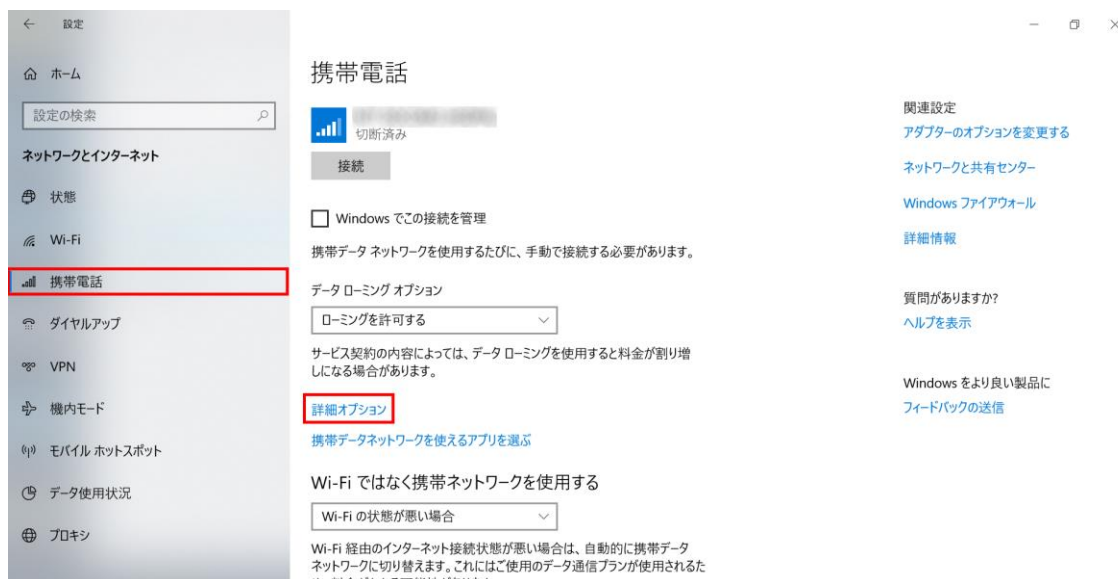 設定
ホーム
設定の検索
ネットワークとインターネット
状態
Wi-Fi
携帯電話
ダイヤルアップ
VPN
機内モード
モバイル ホットスポット
データ使用状況
プロキシ
携帯電話
切断済み
接続
Windows でこの接続を管理
携帯データ ネットワークを使用するたびに、手動で接続する必要があります。
データ ローミング オプション
ローミングを許可する
サービス契約の内容によっては、データ ローミングを使用すると料金が割り増
しになる場合があります。
詳細オプション
携帯データネットワークを使えるアプリを選ぶ
Wi-Fi ではなく携帯ネットワークを使用する
Wi-Fi の状態が悪い場合
Wi-Fi 経由のインターネット接続状態が悪い場合は、自動的に携帯データ
ネットワークに切り替えます。これにはご使用のデータ通信プランが使用されるた
関連設定
アダプターのオプションを変更する
ネットワークと共有センター
Windows ファイアウォール
詳細情報
質問がありますか?
ヘルプを表示
Windows をより良い製品に
フィードバックの送信